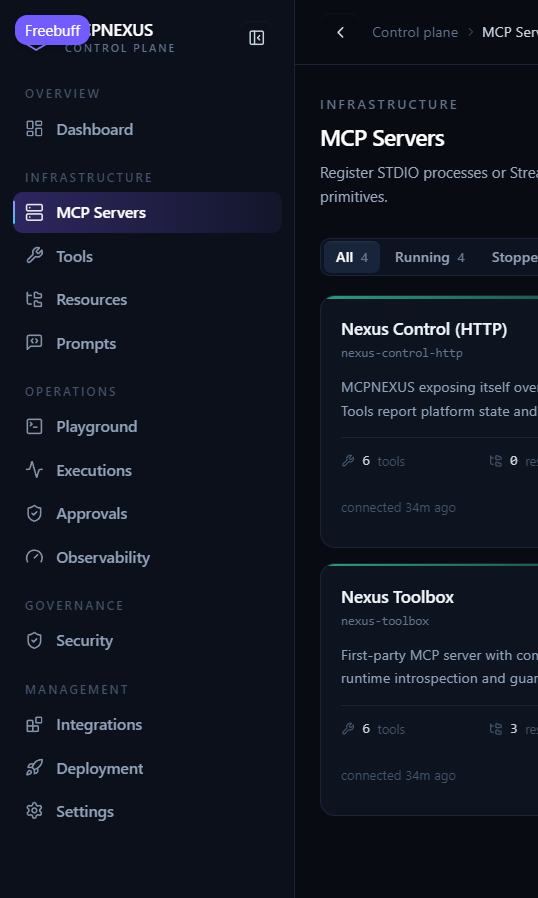 Freebuff
CPNEXUS
CONTROL PLANE
OVERVIEW
Dashboard
INFRASTRUCTURE
MCP Servers
Tools
Resources
Prompts
OPERATIONS
Playground
Executions
Approvals
Observability
GOVERNANCE
Security
MANAGEMENT
Integrations
Deployment
Settings
Control plane > MCP Serv
INFRASTRUCTURE
MCP Servers
Register STDIO processes or Strea
primitives.
All 4 Running 4 Stoppe
Nexus Control (HTTP)
nexus-control-http
MCPNEXUS exposing itself ove
Tools report platform state and
6 tools 0 res
connected 34m ago
Nexus Toolbox
nexus-toolbox
First-party MCP server with com
runtime introspection and guar
6 tools 3 res
connected 34m ago